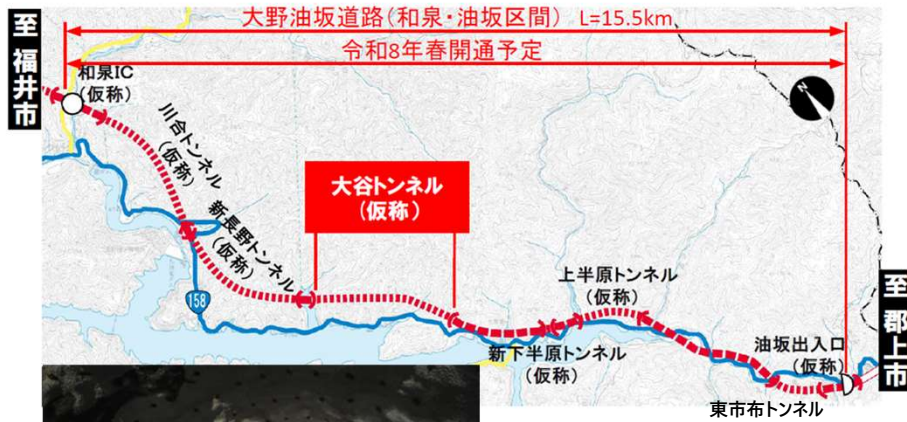 大野油坂道路(和泉・油坂区間) L=15.5km
令和8年春開通予定
至 福井市
和泉IC
(仮称)
N
川合トンネル
(仮称)
新長野トンネル
(仮称)
大谷トンネル
(仮称)
158
上半原トンネル
(仮称)
新下半原トンネル
(仮称)
油坂出入口
(仮称)
至 郡上市
東市布トンネル